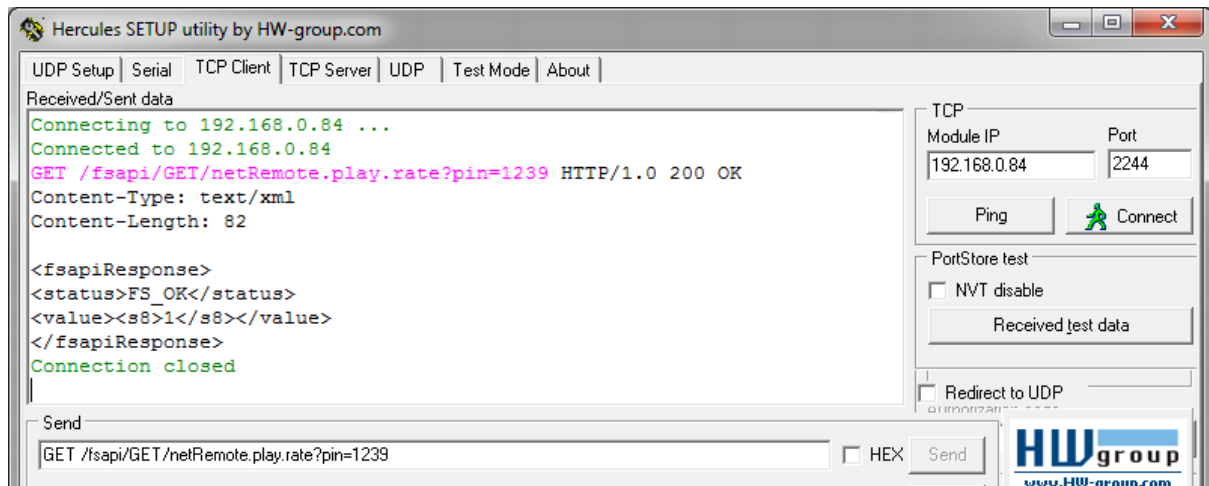 Hercules SETUP utility by HW-group.com
UDP Setup Serial TCP Client TCP Server UDP Test Mode About
Received/Sent data
Connecting to 192.168.0.84 ...
Connected to 192.168.0.84
GET /fsapi/GET/netRemote.play.rate?pin=1239 HTTP/1.0 200 OK
Content-Type: text/xml
Content-Length: 82
<fsapiResponse>
<status>FS_OK</status>
<value><s8>1</s8></value>
</fsapiResponse>
Connection closed
TCP
Module IP Port
192.168.0.84 2244
Ping Connect
PortStore test
NVT disable
Received test data
Redirect to UDP
Send
GET /fsapi/GET/netRemote.play.rate?pin=1239 HEX Send
HWgroup
www.HW-group.com